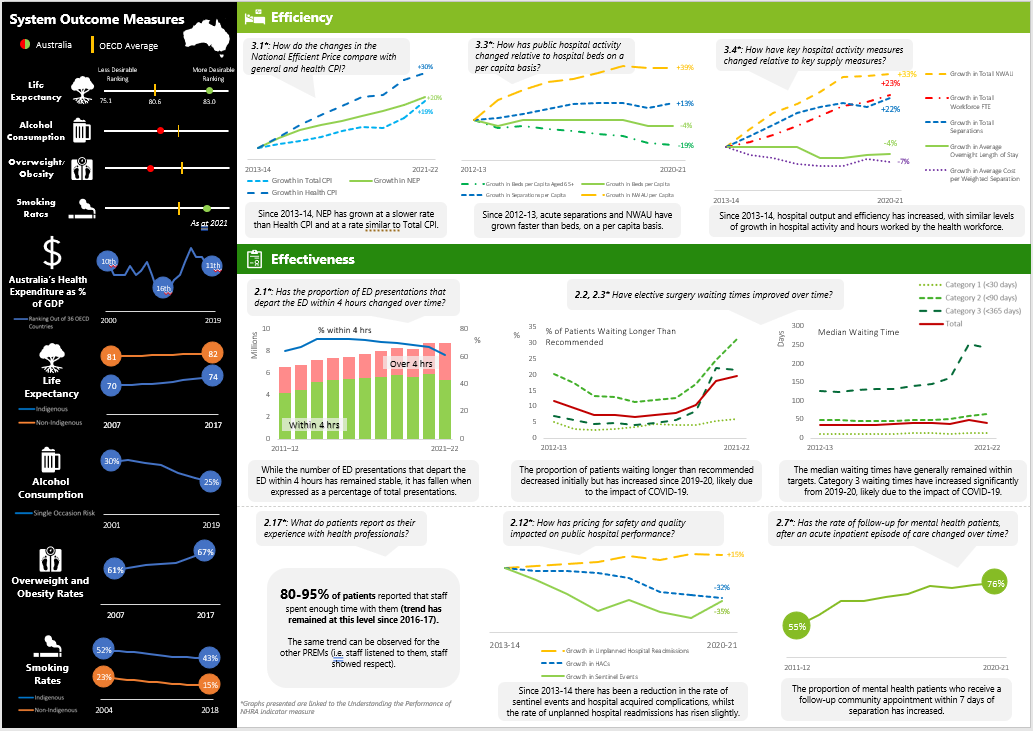 System Outcome Measures
Australia
OECD Average
Less Desirable
Ranking
More Desirable
Ranking
Life
Expectancy
75.1
80.6
83.0
Alcohol
Consumption
Overweight/
Obesity
Smoking
Rates
As at 2021
Australia's Health
Expenditure as %
of GDP
10th
16th
11th
Ranking Out of 36 OECD
Countries
2000
2019
Life
Expectancy
81
82
70
74
Indigenous
Non-Indigenous
2007
2017
Alcohol
Consumption
30%
25%
Single Occasion Risk
2001
2019
Overweight and
Obesity Rates
61%
67%
2007
2017
Smoking
Rates
52%
43%
23%
15%
Indigenous
Non-Indigenous
2004
2018
Efficiency
3.1*: How do the changes in the
National Efficient Price compare with
general and health CPI?
+30%
+20%
+19%
2013-14
2021-22
Growth in Total CPI
Growth in NEP
Growth in Health CPI
Since 2013-14, NEP has grown at a slower rate
than Health CPI and at a rate similar to Total CPI.
3.3*: How has public hospital activity
changed relative to hospital beds on a
per capita basis?
+39%
+13%
-4%
-19%
2012-13
2020-21
Growth in Beds per Capita Aged 65+
Growth in Beds per Capita
Growth in Separations per Capita
Growth in NWAU per Capita
Since 2012-13, acute separations and NWAU have
grown faster than beds, on a per capita basis.
3.4*: How have key hospital activity measures
changed relative to key supply measures?
+33%
+23%
+22%
-4%
-7%
2013-14
2020-21
Growth in Total NWAU
Growth in Total
Workforce FTE
Growth in Total
Separations
Growth in Average
Overnight Length of Stay
Growth in Average Cost
per Weighted Separation
Since 2013-14, hospital output and efficiency has increased, with similar levels
of growth in hospital activity and hours worked by the health workforce.
Effectiveness
2.1*: Has the proportion of ED presentations that
depart the ED within 4 hours changed over time?
Millions
10
8
6
4
2
0
% within 4 hrs
Over 4 hrs
Within 4 hrs
80
60
40
20
0
%
2011–12
2021–22
While the number of ED presentations that depart the
ED within 4 hours has remained stable, it has fallen when
expressed as a percentage of total presentations.
2.2, 2.3* Have elective surgery waiting times improved over time?
%
35
30
25
20
15
10
5
0
% of Patients Waiting Longer Than
Recommended
2012-13
2021-22
The proportion of patients waiting longer than recommended
decreased initially but has increased since 2019-20, likely due
to the impact of COVID-19.
Category 1 (<30 days)
Category 2 (<90 days)
Category 3 (<365 days)
Total
Days
300
250
200
150
100
50
0
Median Waiting Time
2012-13
2021-22
The median waiting times have generally remained within
targets. Category 3 waiting times have increased significantly
from 2019-20, likely due to the impact of COVID-19.
2.17*: What do patients report as their
experience with health professionals?
80-95% of patients reported that staff
spent enough time with them (trend has
remained at this level since 2016-17).
The same trend can be observed for the
other PREMs (i.e. staff listened to them, staff
showed respect).
*Graphs presented are linked to the Understanding the Performance of
NHRA indicator measure
2.12*: How has pricing for safety and quality
impacted on public hospital performance?
+15%
-32%
-35%
2013-14
2020-21
Growth in Unplanned Hospital Readmissions
Growth in HACs
Growth in Sentinel Events
Since 2013-14 there has been a reduction in the rate of
sentinel events and hospital acquired complications, whilst
the rate of unplanned hospital readmissions has risen slightly.
2.7*: Has the rate of follow-up for mental health patients,
after an acute inpatient episode of care changed over time?
55%
76%
2011-12
2020-21
The proportion of mental health patients who receive a
follow-up community appointment within 7 days of
separation has increased.